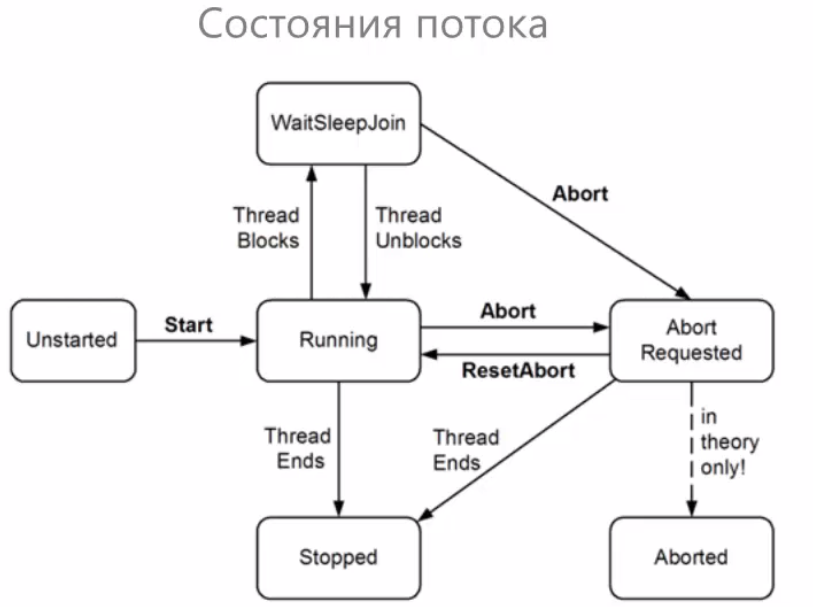 Состояния потока
WaitSleepJoin
Abort
Thread
Blocks
Thread
Unblocks
Unstarted
Start
Running
Abort
ResetAbort
Abort
Requested
Thread
Ends
Thread
Ends
in
theory
only!
Stopped
Aborted